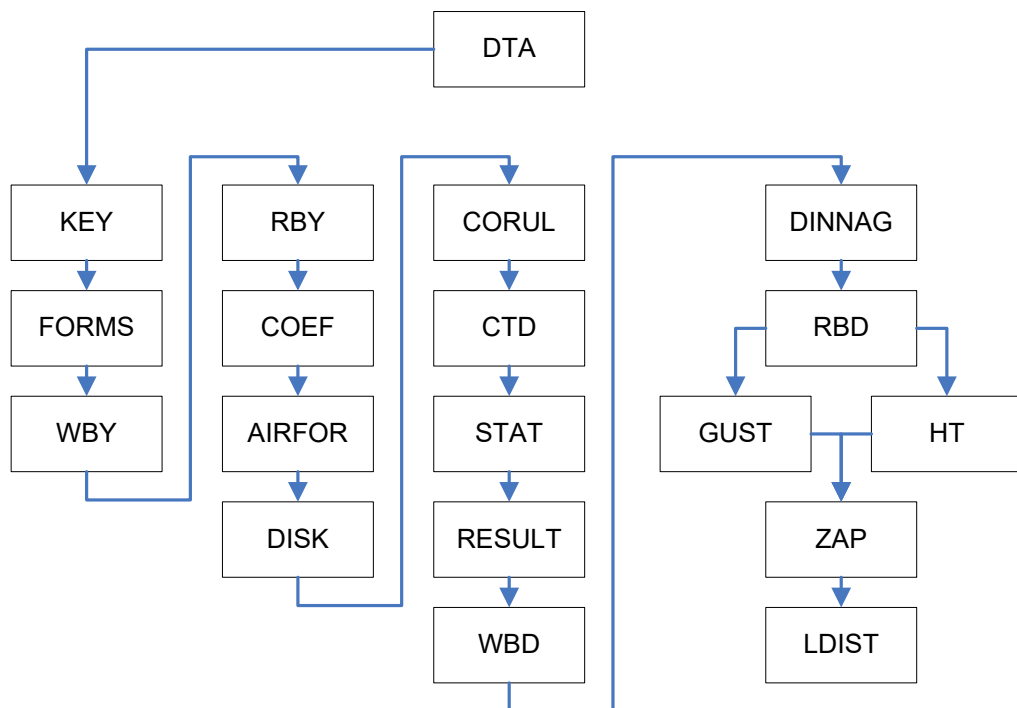 DTA
KEY
FORMS
WBY
RBY
COEF
AIRFOR
DISK
CORUL
CTD
STAT
RESULT
WBD
DINNAG
RBD
GUST
HT
ZAP
LDIST